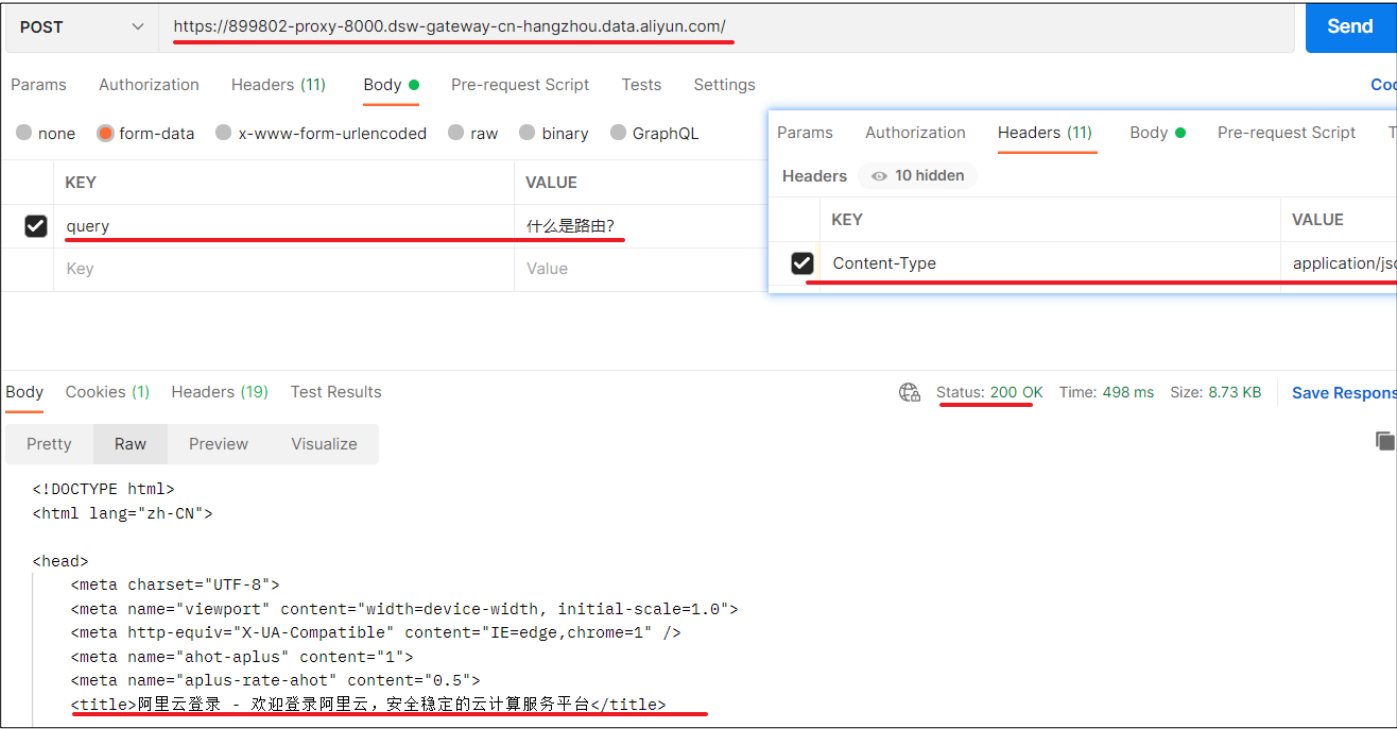 POST https://899802-proxy-8000.dsw-gateway-cn-hangzhou.data.aliyun.com/ Send
Params Authorization Headers (11) Body Pre-request Script Tests Settings
none form-data x-www-form-urlencoded raw binary GraphQL
KEY VALUE
query 什么是路由?
Key Value
Params Authorization Headers (11) Body Pre-request Script
Headers 10 hidden
KEY VALUE
Content-Type application/js
Body Cookies (1) Headers (19) Test Results Status: 200 OK Time: 498 ms Size: 8.73 KB Save Respons
Pretty Raw Preview Visualize
<!DOCTYPE html>
<html lang="zh-CN">
<head>
<meta charset="UTF-8">
<meta name="viewport" content="width=device-width, initial-scale=1.0">
<meta http-equiv="X-UA-Compatible" content="IE=edge,chrome=1" />
<meta name="ahot-aplus" content="1">
<meta name="aplus-rate-ahot" content="0.5">
<title>阿里云登录 - 欢迎登录阿里云，安全稳定的云计算服务平台</title>